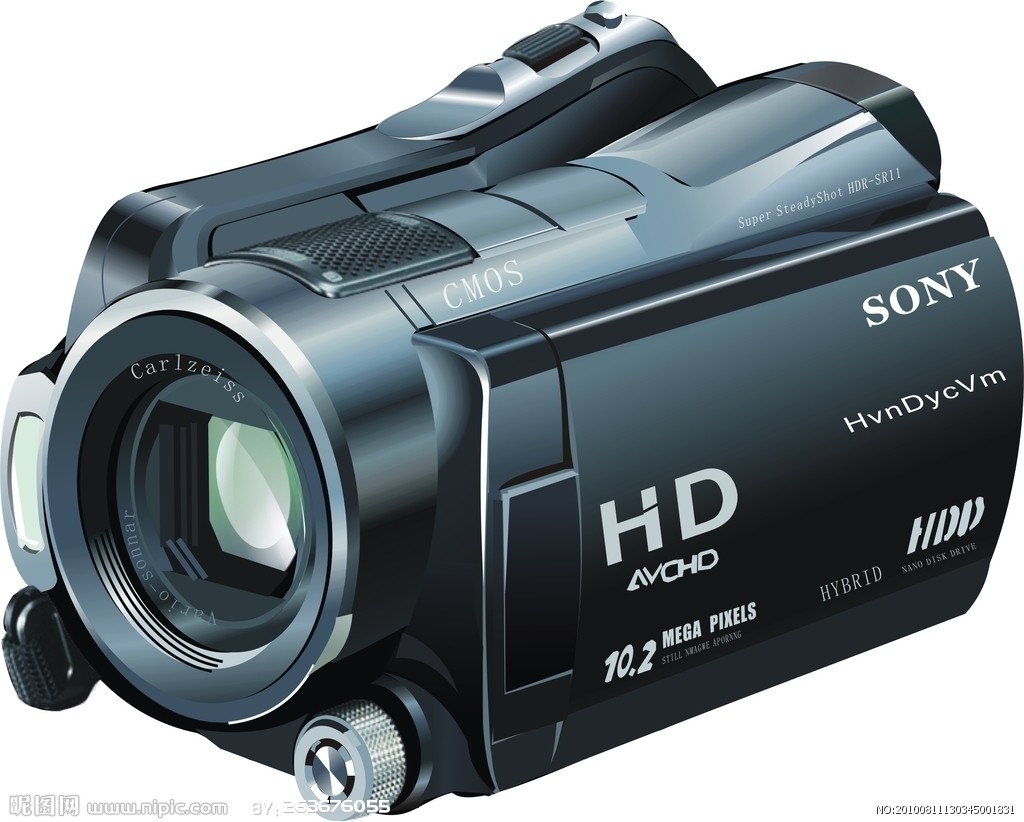 Super SteadyShot HDR-SR11
CMOS
SONY
Carlzeiss
HvnDycVm
HD
AVCHD
HDD
NANO DISK DRIVE
HYBRID
Vario-sonnar
10.2 MEGA PIXELS
STILL NMAGWE APORNNG
昵图网 www.nipic.com BY:263676055
NO:20100811130345001831